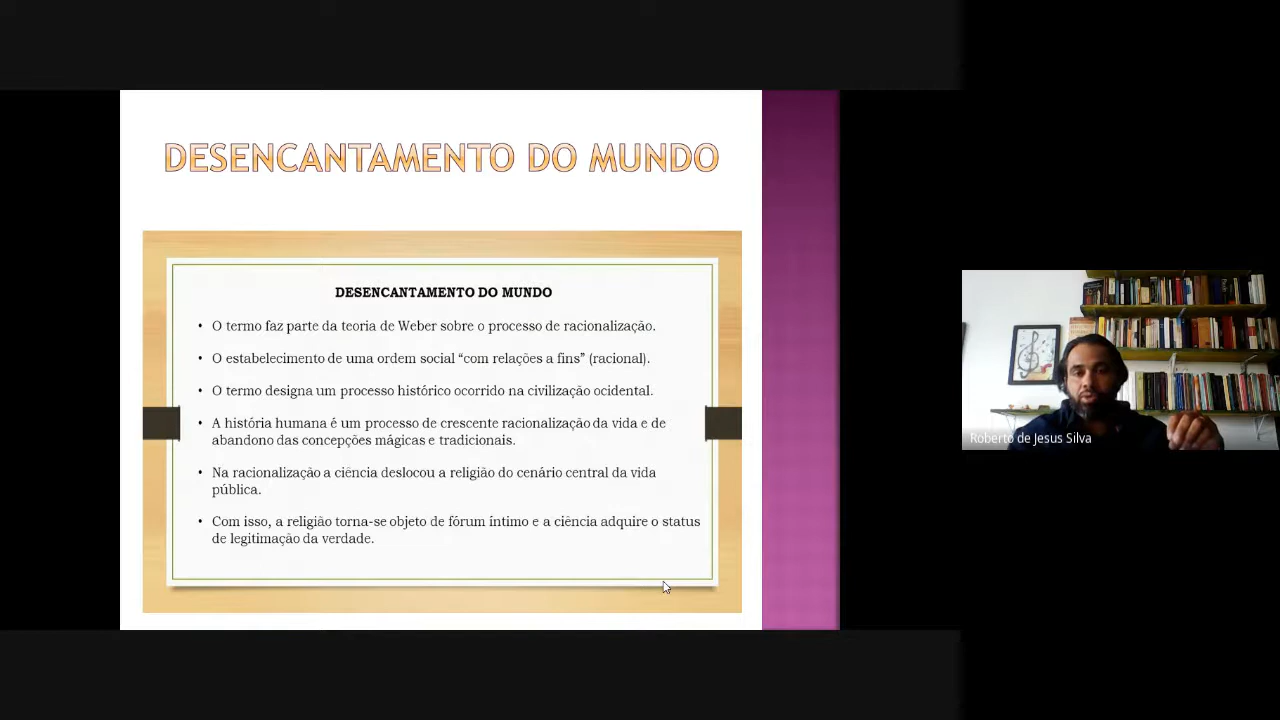 DESENCANTAMENTO DO MUNDO
DESENCANTAMENTO DO MUNDO
• O termo faz parte da teoria de Weber sobre o processo de racionalização.
• O estabelecimento de uma ordem social “com relações a fins” (racional).
• O termo designa um processo histórico ocorrido na civilização ocidental.
• A história humana é um processo de crescente racionalização da vida e de
abandono das concepções mágicas e tradicionais.
• Na racionalização a ciência deslocou a religião do cenário central da vida
pública.
• Com isso, a religião torna-se objeto de fórum íntimo e a ciência adquire o status
de legitimação da verdade.
Roberto de Jesus Silva